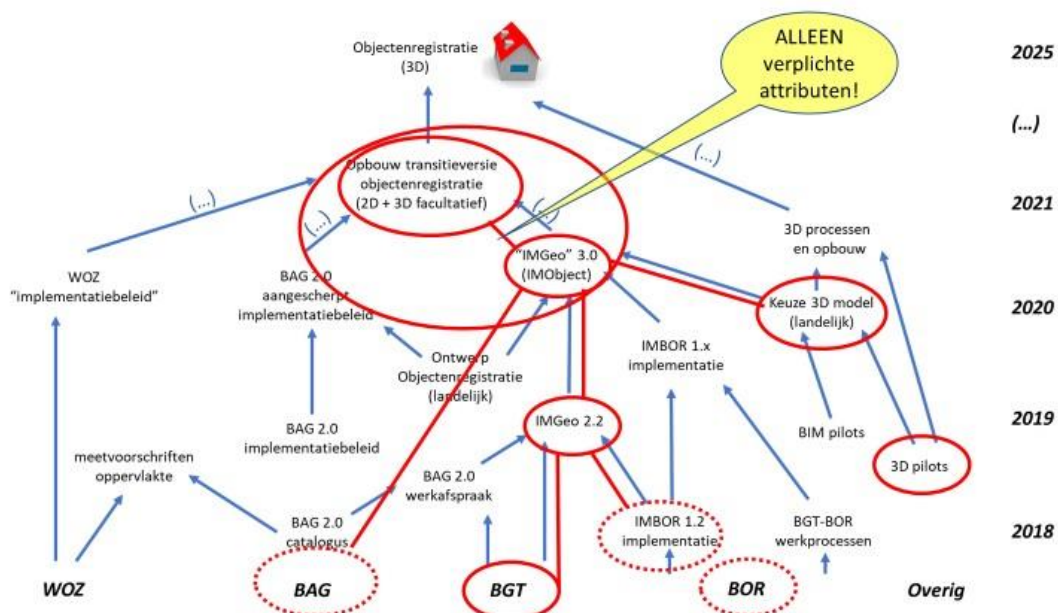 Objectenregistratie
(3D)
ALLEEN
verplichte
attributen!
2025
(...)
(...)
Opbouw transitieversie
objectenregistratie
(2D + 3D facultatief)
(...)
(...)
(...)
2021
3D processen
en opbouw
WOZ
"implementatiebeleid"
BAG 2.0
aangescherpt
implementatiebeleid
"IMGeo" 3.0
(IMObject)
Keuze 3D model
(landelijk)
2020
Ontwerp
Objectenregistratie
(landelijk)
IMBOR 1.x
implementatie
BAG 2.0
implementatiebeleid
IMGeo 2.2
BIM pilots
2019
meetvoorschriften
oppervlakte
BAG 2.0
werkafspraak
3D pilots
BAG 2.0
catalogus
IMBOR 1.2
implementatie
BGT-BOR
werkprocessen
2018
WOZ
BAG
BGT
BOR
Overig